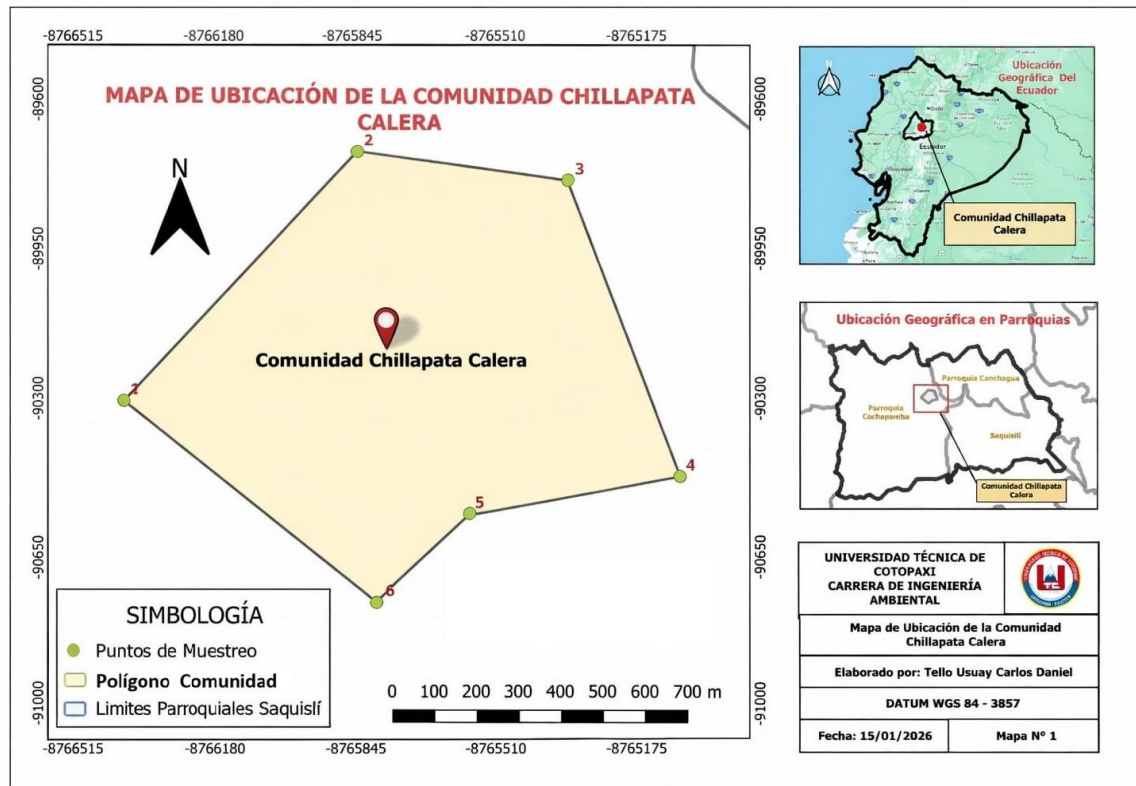 -8766515 -8766180 -8765845 -8765510 -8765175
-89600
-89950
-90300
-90650
-91000
MAPA DE UBICACIÓN DE LA COMUNIDAD CHILLAPATA
CALERA
N
2
3
1
4
5
6
Comunidad Chillapata Calera
SIMBOLOGÍA
Puntos de Muestreo
Polígono Comunidad
Limites Parroquiales Saquislí
0 100 200 300 400 500 600 700 m
-89600
-89950
-90300
-90650
-91000
-8766515 -8766180 -8765845 -8765510 -8765175
N
Ubicación
Geográfica Del
Ecuador
Ecuador
Comunidad Chillapata
Calera
Ubicación Geográfica en Parroquias
Parroquia Canchagua
Parroquia
Cochapamba
Saquisilí
Comunidad Chillapata
Calera
UNIVERSIDAD TÉCNICA DE
COTOPAXI
CARRERA DE INGENIERÍA
AMBIENTAL
Mapa de Ubicación de la Comunidad
Chillapata Calera
Elaborado por: Tello Usuay Carlos Daniel
DATUM WGS 84 - 3857
Fecha: 15/01/2026
Mapa N° 1